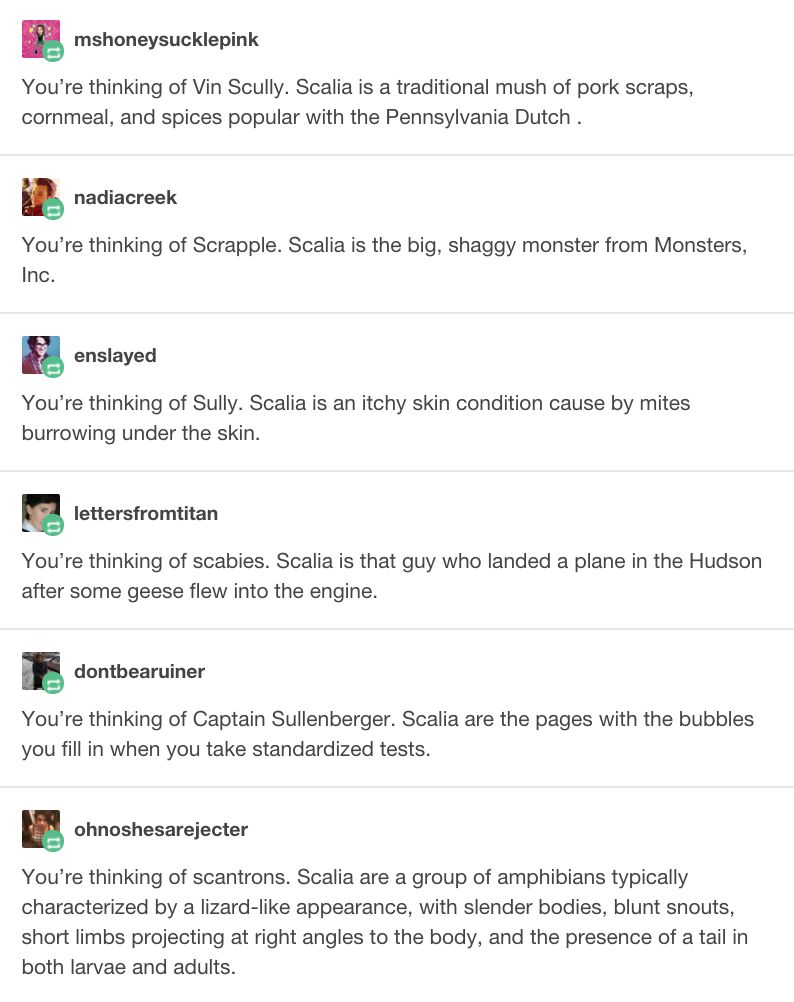 mshoneysucklepink
You’re thinking of Vin Scully. Scalia is a traditional mush of pork scraps,
cornmeal, and spices popular with the Pennsylvania Dutch .
nadiacreek
You’re thinking of Scrapple. Scalia is the big, shaggy monster from Monsters,
Inc.
enslayed
You’re thinking of Sully. Scalia is an itchy skin condition cause by mites
burrowing under the skin.
lettersfromtitan
You’re thinking of scabies. Scalia is that guy who landed a plane in the Hudson
after some geese flew into the engine.
dontbearuiner
You’re thinking of Captain Sullenberger. Scalia are the pages with the bubbles
you fill in when you take standardized tests.
ohnoshesarejecter
You’re thinking of scantrons. Scalia are a group of amphibians typically
characterized by a lizard-like appearance, with slender bodies, blunt snouts,
short limbs projecting at right angles to the body, and the presence of a tail in
both larvae and adults.